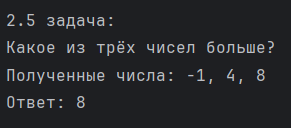 2.5 задача:
Какое из трёх чисел больше?
Полученные числа: -1, 4, 8
Ответ: 8